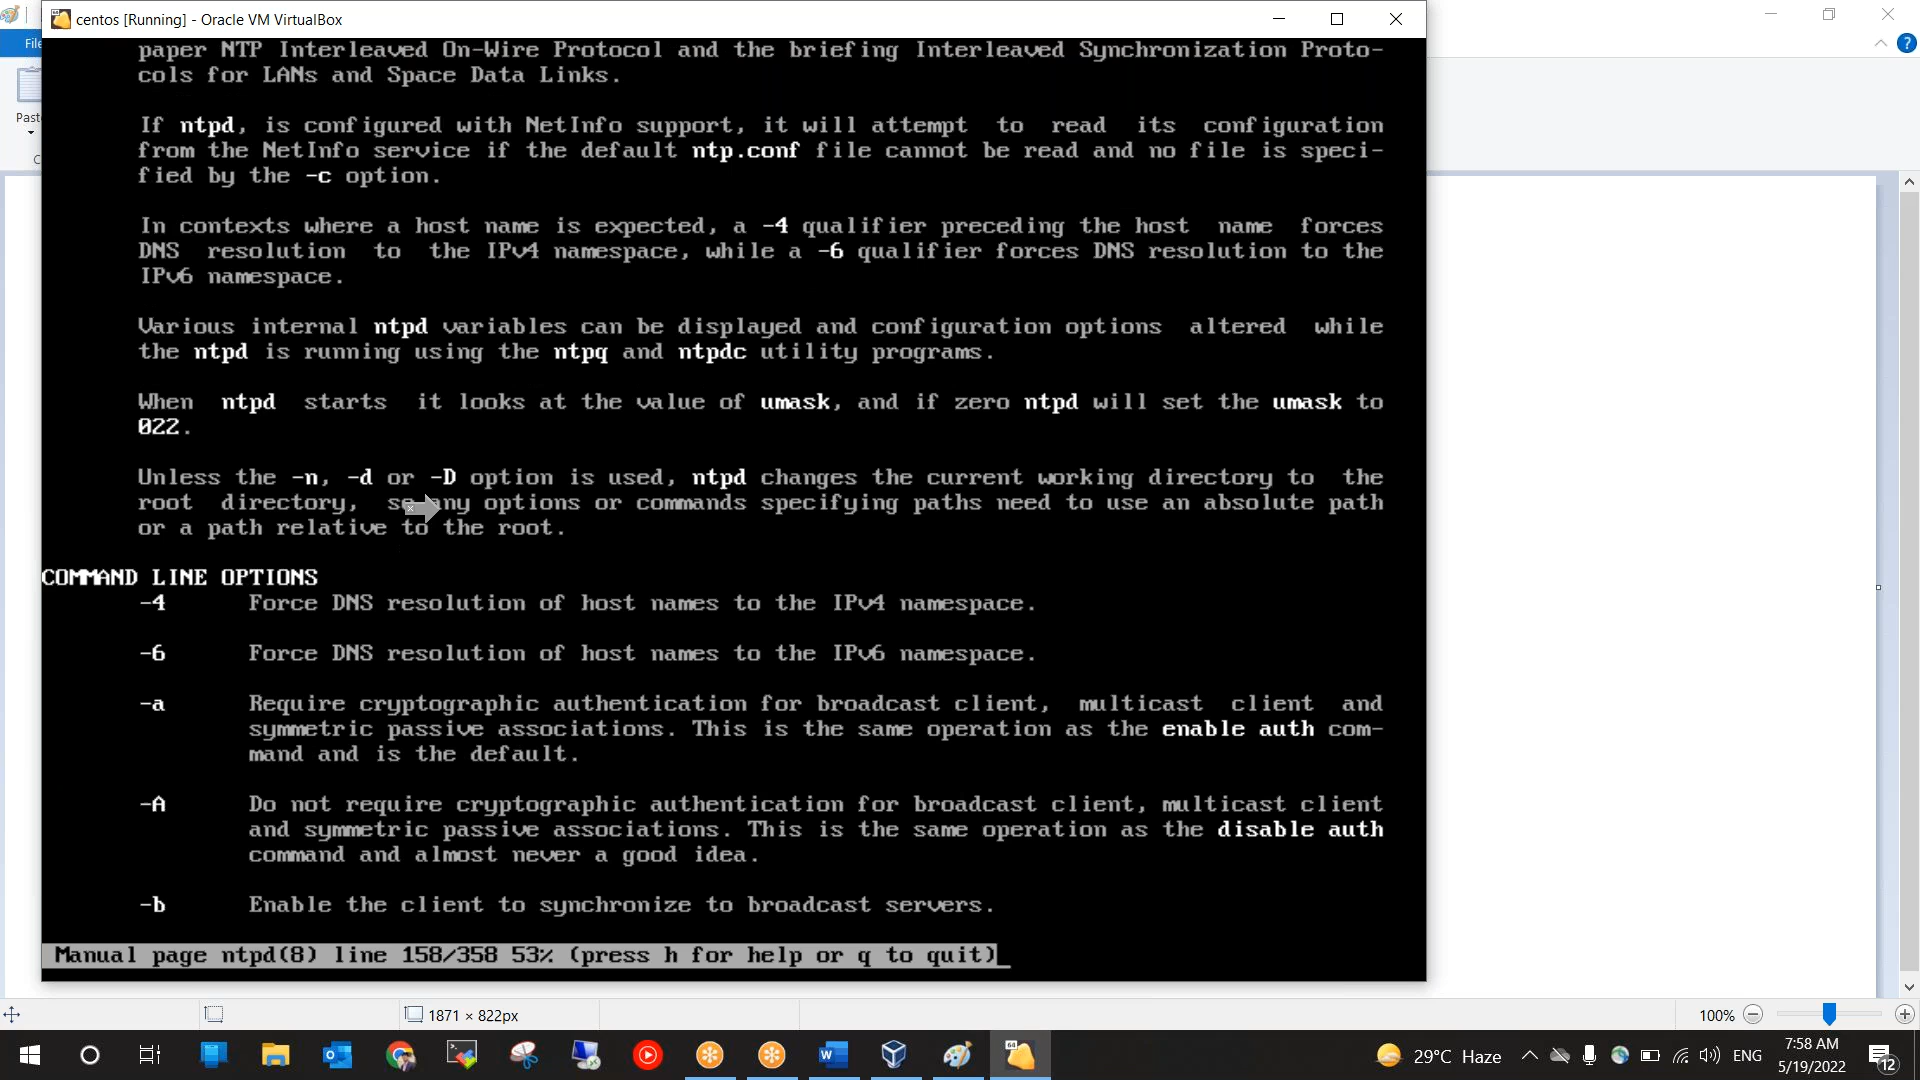 centos [Running] - Oracle VM VirtualBox
File
Paste
paper NTP Interleaved On-Wire Protocol and the briefing Interleaved Synchronization Proto-
cols for LANs and Space Data Links.
If ntpd, is configured with NetInfo support, it will attempt to read its configuration
from the NetInfo service if the default ntp.conf file cannot be read and no file is speci-
fied by the -c option.
In contexts where a host name is expected, a -4 qualifier preceding the host name forces
DNS resolution to the IPv4 namespace, while a -6 qualifier forces DNS resolution to the
IPv6 namespace.
Various internal ntpd variables can be displayed and configuration options altered while
the ntpd is running using the ntpq and ntpdc utility programs.
When ntpd starts it looks at the value of umask, and if zero ntpd will set the umask to
022.
Unless the -n, -d or -D option is used, ntpd changes the current working directory to the
root directory, so any options or commands specifying paths need to use an absolute path
or a path relative to the root.
COMMAND LINE OPTIONS
-4 Force DNS resolution of host names to the IPv4 namespace.
-6 Force DNS resolution of host names to the IPv6 namespace.
-a Require cryptographic authentication for broadcast client, multicast client and
symmetric passive associations. This is the same operation as the enable auth com-
mand and is the default.
-A Do not require cryptographic authentication for broadcast client, multicast client
and symmetric passive associations. This is the same operation as the disable auth
command and almost never a good idea.
-b Enable the client to synchronize to broadcast servers.
Manual page ntpd(8) line 158/358 53% (press h for help or q to quit)
1871 × 822px
100%
29°C Haze
ENG
7:58 AM
5/19/2022
12